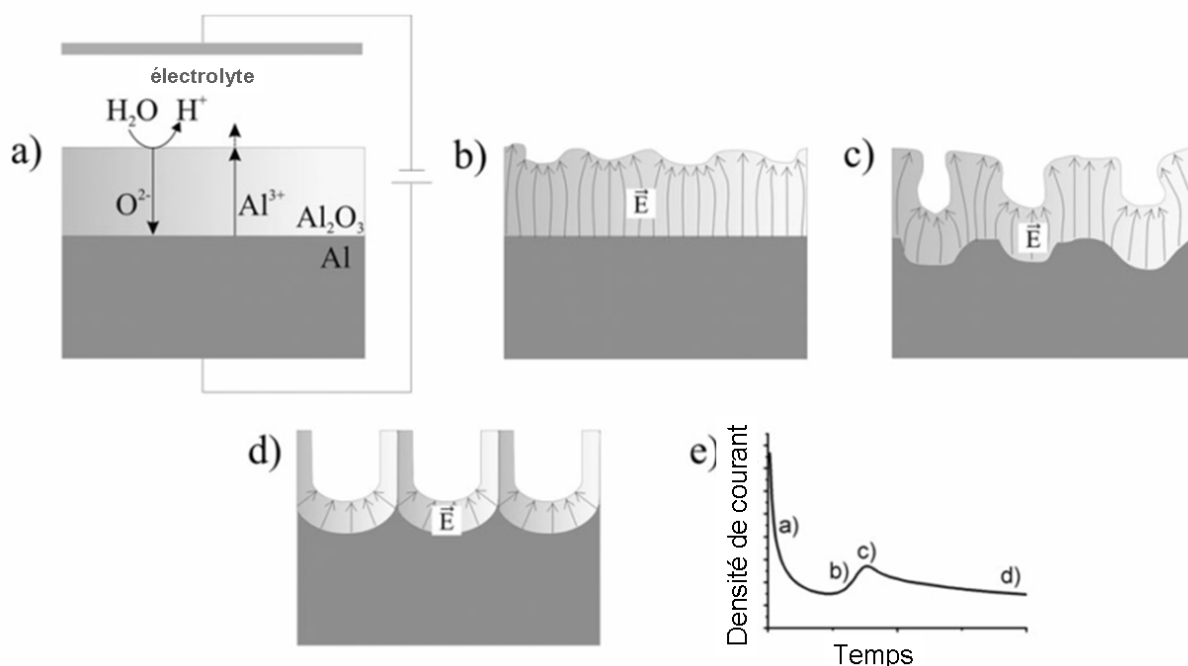 électrolyte
H₂O H⁺
a)
O²⁻
Al³⁺
Al₂O₃
Al
b)
E⃗
c)
E⃗
d)
E⃗
e)
Densité de courant
a)
b)
c)
d)
Temps